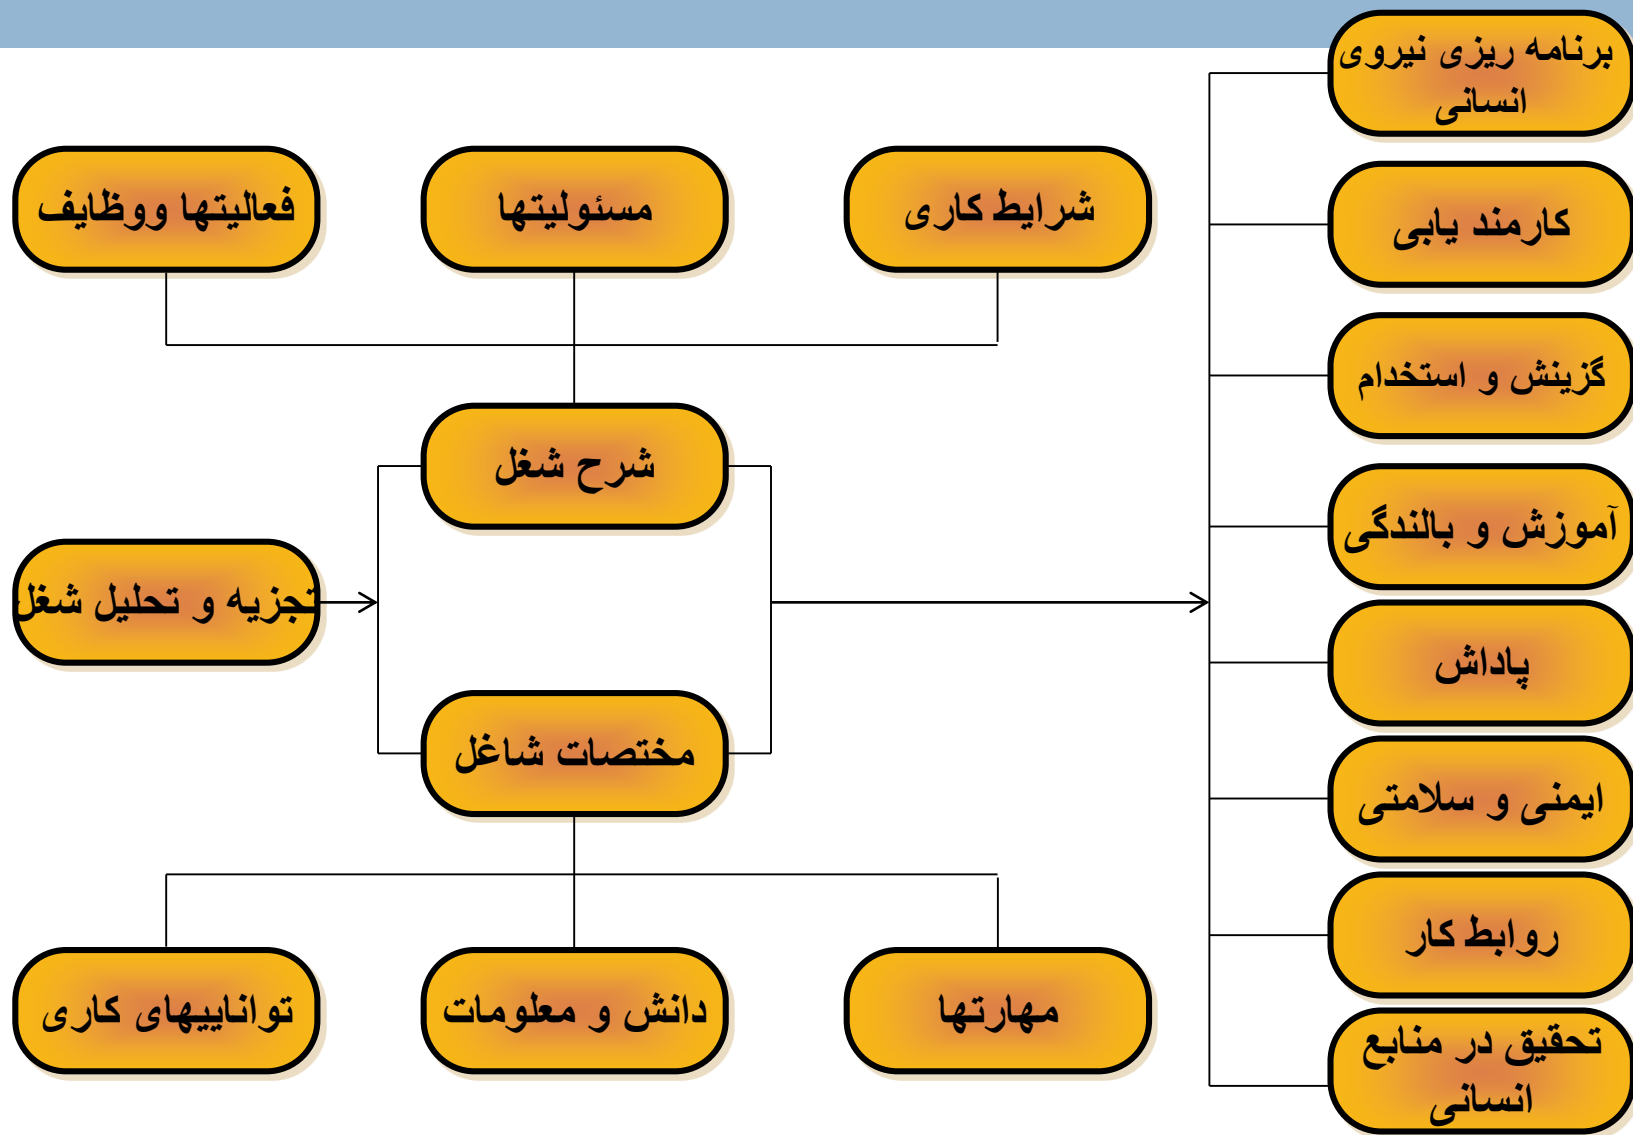 برنامه ریزی نیروی
انسانی
شرایط کاری
مسئولیتها
فعالیتها ووظایف
کارمند یابی
گزینش و استخدام
شرح شغل
آموزش و بالندگی
تجزیه و تحلیل شغل
پاداش
مختصات شاغل
ایمنی و سلامتی
روابط کار
مهارتها
دانش و معلومات
تواناییهای کاری
تحقیق در منابع
انسانی